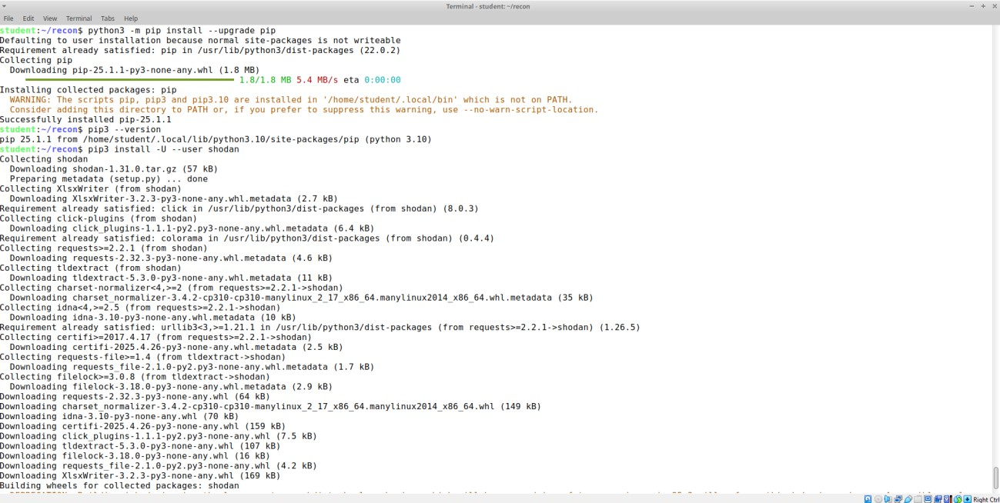 Terminal - student: ~/recon
File Edit View Terminal Tabs Help
student:~/recon$ python3 -m pip install --upgrade pip
Defaulting to user installation because normal site-packages is not writeable
Requirement already satisfied: pip in /usr/lib/python3/dist-packages (22.0.2)
Collecting pip
  Downloading pip-25.1.1-py3-none-any.whl (1.8 MB)
1.8/1.8 MB 5.4 MB/s eta 0:00:00
Installing collected packages: pip
  WARNING: The scripts pip, pip3 and pip3.10 are installed in '/home/student/.local/bin' which is not on PATH.
  Consider adding this directory to PATH or, if you prefer to suppress this warning, use --no-warn-script-location.
Successfully installed pip-25.1.1
student:~/recon$ pip3 --version
pip 25.1.1 from /home/student/.local/lib/python3.10/site-packages/pip (python 3.10)
student:~/recon$ pip3 install -U --user shodan
Collecting shodan
  Downloading shodan-1.31.0.tar.gz (57 kB)
  Preparing metadata (setup.py) ... done
Collecting XlsxWriter (from shodan)
  Downloading XlsxWriter-3.2.3-py3-none-any.whl.metadata (2.7 kB)
Requirement already satisfied: click in /usr/lib/python3/dist-packages (from shodan) (8.0.3)
Collecting click-plugins (from shodan)
  Downloading click_plugins-1.1.1-py2.py3-none-any.whl.metadata (6.4 kB)
Requirement already satisfied: colorama in /usr/lib/python3/dist-packages (from shodan) (0.4.4)
Collecting requests>=2.2.1 (from shodan)
  Downloading requests-2.32.3-py3-none-any.whl.metadata (4.6 kB)
Collecting tldextract (from shodan)
  Downloading tldextract-5.3.0-py3-none-any.whl.metadata (11 kB)
Collecting charset-normalizer<4,>=2 (from requests>=2.2.1->shodan)
  Downloading charset_normalizer-3.4.2-cp310-cp310-manylinux_2_17_x86_64.manylinux2014_x86_64.whl.metadata (35 kB)
Collecting idna<4,>=2.5 (from requests>=2.2.1->shodan)
  Downloading idna-3.10-py3-none-any.whl.metadata (10 kB)
Requirement already satisfied: urllib3<3,>=1.21.1 in /usr/lib/python3/dist-packages (from requests>=2.2.1->shodan) (1.26.5)
Collecting certifi>=2017.4.17 (from requests>=2.2.1->shodan)
  Downloading certifi-2025.4.26-py3-none-any.whl.metadata (2.5 kB)
Collecting requests-file>=1.4 (from tldextract->shodan)
  Downloading requests_file-2.1.0-py2.py3-none-any.whl.metadata (1.7 kB)
Collecting filelock>=3.0.8 (from tldextract->shodan)
  Downloading filelock-3.18.0-py3-none-any.whl.metadata (2.9 kB)
Downloading requests-2.32.3-py3-none-any.whl (64 kB)
Downloading charset_normalizer-3.4.2-cp310-cp310-manylinux_2_17_x86_64.manylinux2014_x86_64.whl (149 kB)
Downloading idna-3.10-py3-none-any.whl (70 kB)
Downloading certifi-2025.4.26-py3-none-any.whl (159 kB)
Downloading click_plugins-1.1.1-py2.py3-none-any.whl (7.5 kB)
Downloading tldextract-5.3.0-py3-none-any.whl (107 kB)
Downloading filelock-3.18.0-py3-none-any.whl (16 kB)
Downloading requests_file-2.1.0-py2.py3-none-any.whl (4.2 kB)
Downloading XlsxWriter-3.2.3-py3-none-any.whl (169 kB)
Building wheels for collected packages: shodan
Right Ctrl